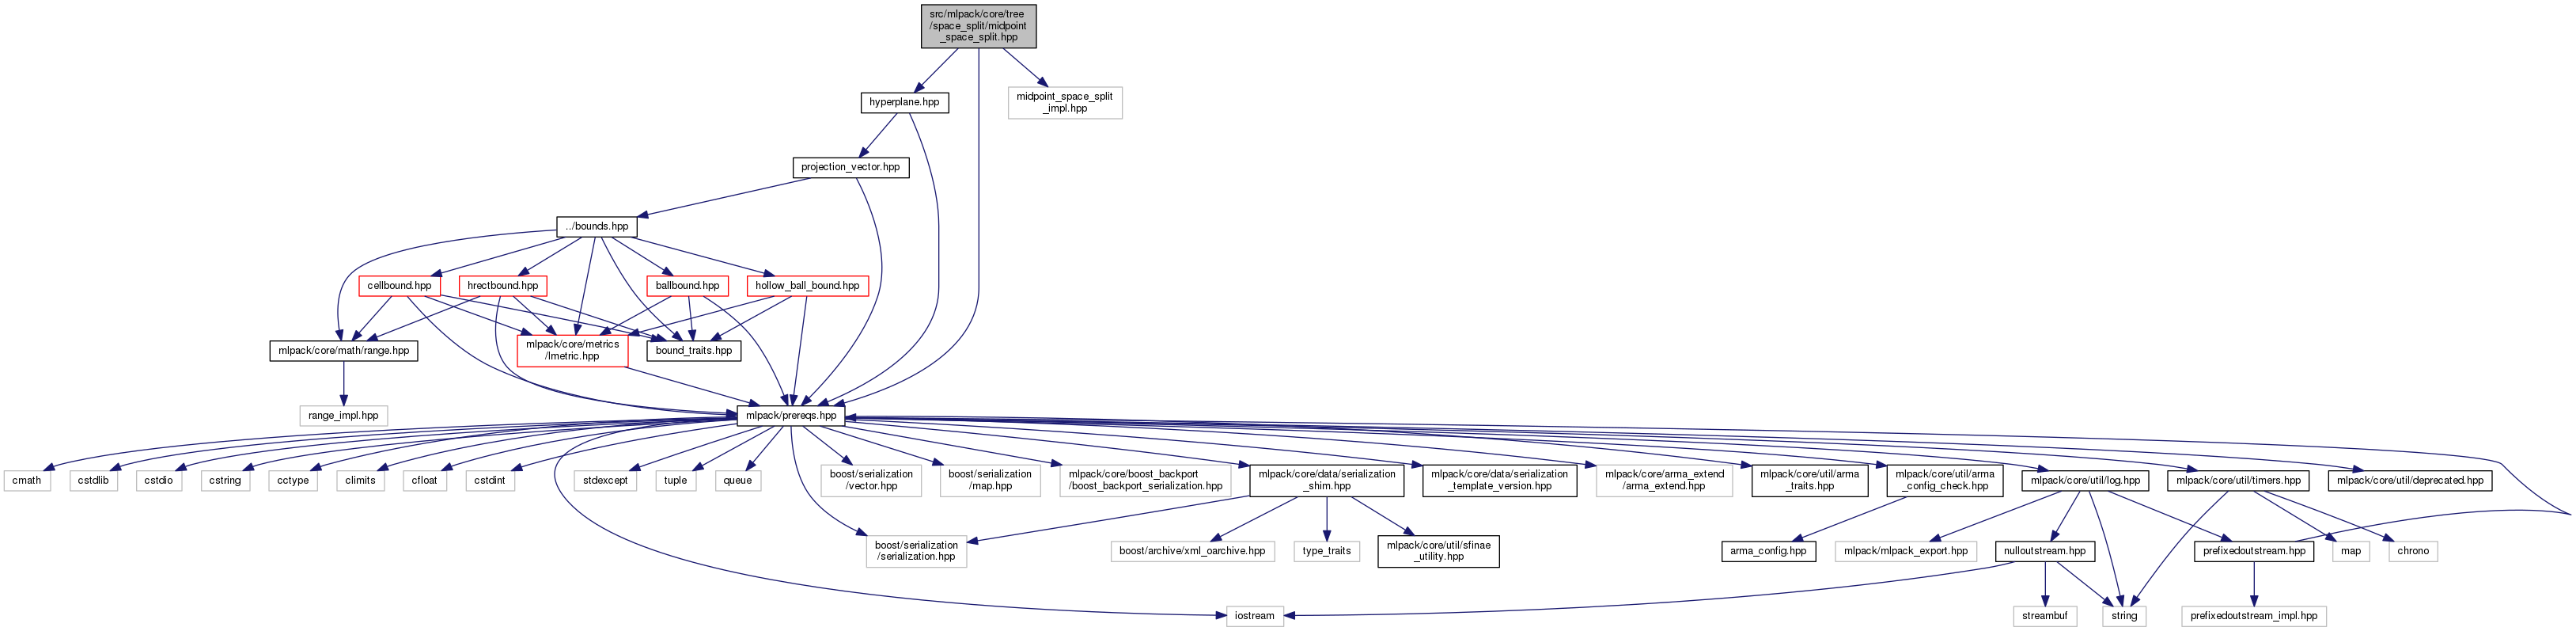 src/mlpack/core/tree
/space_split/midpoint
_space_split.hpp
hyperplane.hpp
midpoint_space_split
_impl.hpp
projection_vector.hpp
../bounds.hpp
cellbound.hpp
hrectbound.hpp
ballbound.hpp
hollow_ball_bound.hpp
mlpack/core/math/range.hpp
mlpack/core/metrics
/lmetric.hpp
bound_traits.hpp
range_impl.hpp
mlpack/prereqs.hpp
cmath
cstdlib
cstdio
cstring
cctype
climits
cfloat
cstdint
stdexcept
tuple
queue
boost/serialization
/vector.hpp
boost/serialization
/map.hpp
mlpack/core/boost_backport
/boost_backport_serialization.hpp
mlpack/core/data/serialization
_shim.hpp
mlpack/core/data/serialization
_template_version.hpp
mlpack/core/arma_extend
/arma_extend.hpp
mlpack/core/util/arma
_traits.hpp
mlpack/core/util/arma
_config_check.hpp
mlpack/core/util/log.hpp
mlpack/core/util/timers.hpp
mlpack/core/util/deprecated.hpp
boost/serialization
/serialization.hpp
boost/archive/xml_oarchive.hpp
type_traits
mlpack/core/util/sfinae
_utility.hpp
arma_config.hpp
mlpack/mlpack_export.hpp
nulloutstream.hpp
prefixedoutstream.hpp
map
chrono
iostream
streambuf
string
prefixedoutstream_impl.hpp